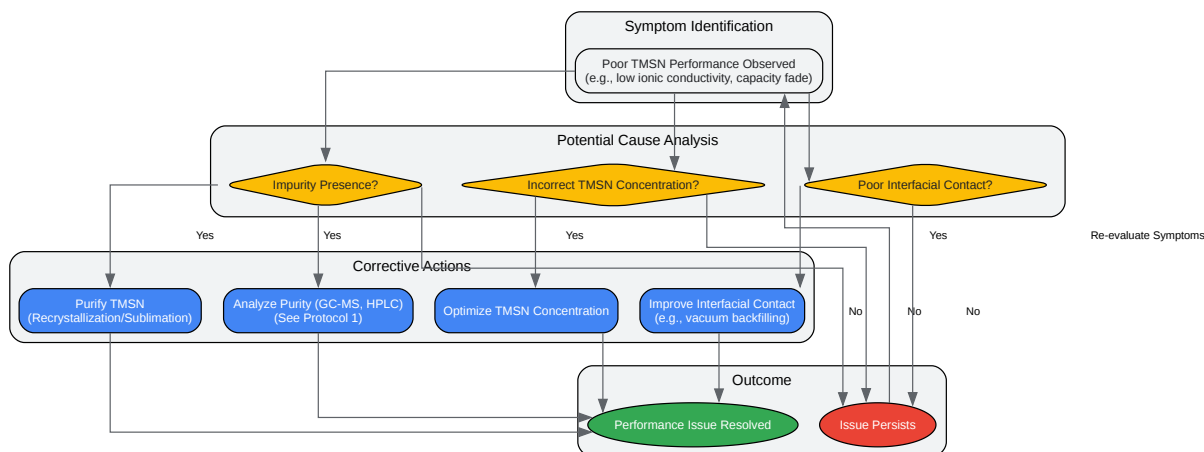 Symptom Identification
Poor TMSN Performance Observed
(e.g., low ionic conductivity, capacity fade)
Potential Cause Analysis
Impurity Presence?
Incorrect TMSN Concentration?
Poor Interfacial Contact?
Yes
Yes
Yes
Yes
Re-evaluate Symptoms
Corrective Actions
Purify TMSN
(Recrystallization/Sublimation)
Analyze Purity (GC-MS, HPLC)
(See Protocol 1)
Optimize TMSN Concentration
Improve Interfacial Contact
(e.g., vacuum backfilling)
No
No
No
Outcome
Performance Issue Resolved
Issue Persists